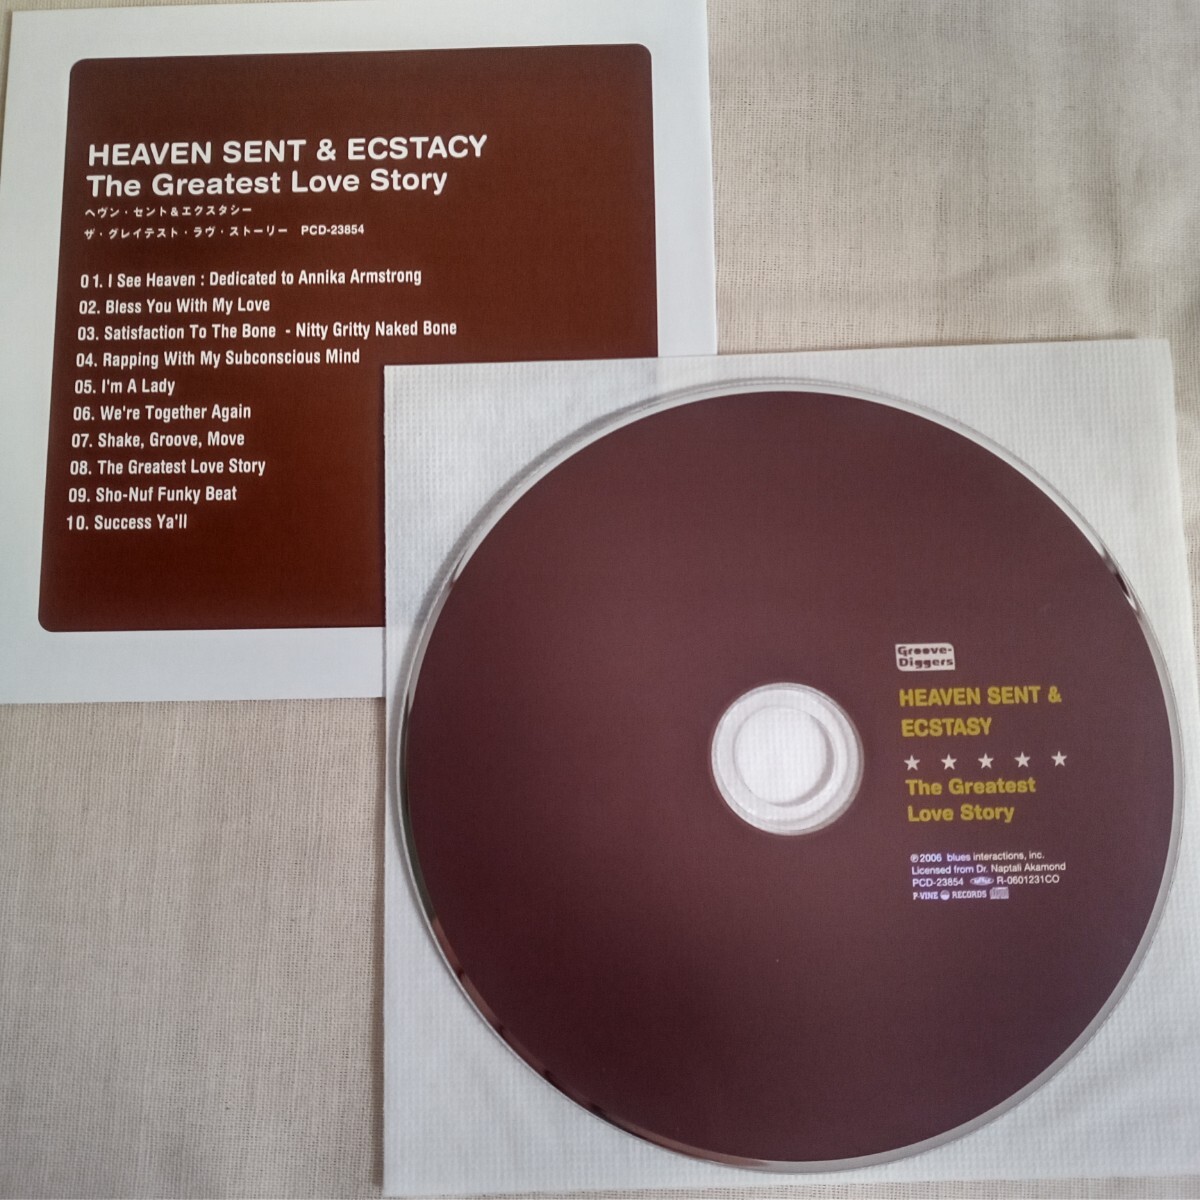 HEAVEN SENT & ECSTACY
The Greatest Love Story
ヘヴン・セント&エクスタシー
ザ・グレイテスト・ラヴ・ストーリー PCD-23854
01. I See Heaven : Dedicated to Annika Armstrong
02. Bless You With My Love
03. Satisfaction To The Bone - Nitty Gritty Naked Bone
04. Rapping With My Subconscious Mind
05. I'm A Lady
06. We're Together Again
07. Shake, Groove, Move
08. The Greatest Love Story
09. Sho-Nuf Funky Beat
10. Success Ya'll
Groove-
Diggers
HEAVEN SENT &
ECSTASY
★ ★ ★ ★ ★
The Greatest
Love Story
℗2006 blues interactions, inc.
Licensed from Dr. Naptali Akamond
PCD-23854 R-0601231CO
P-VINE RECORDS